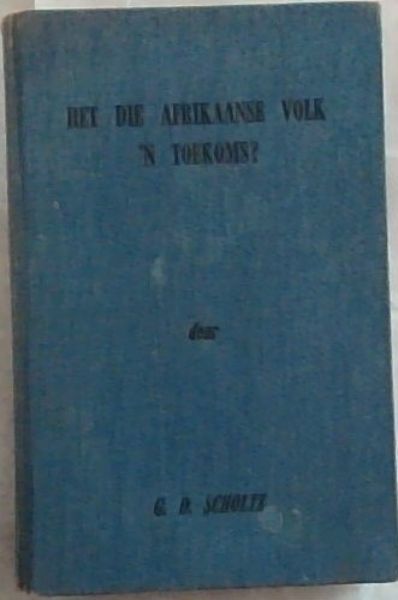 HET DIE AFRIKAANSE VOLK
'N TOEKOMS?
deur
G. D. SCHOLTZ